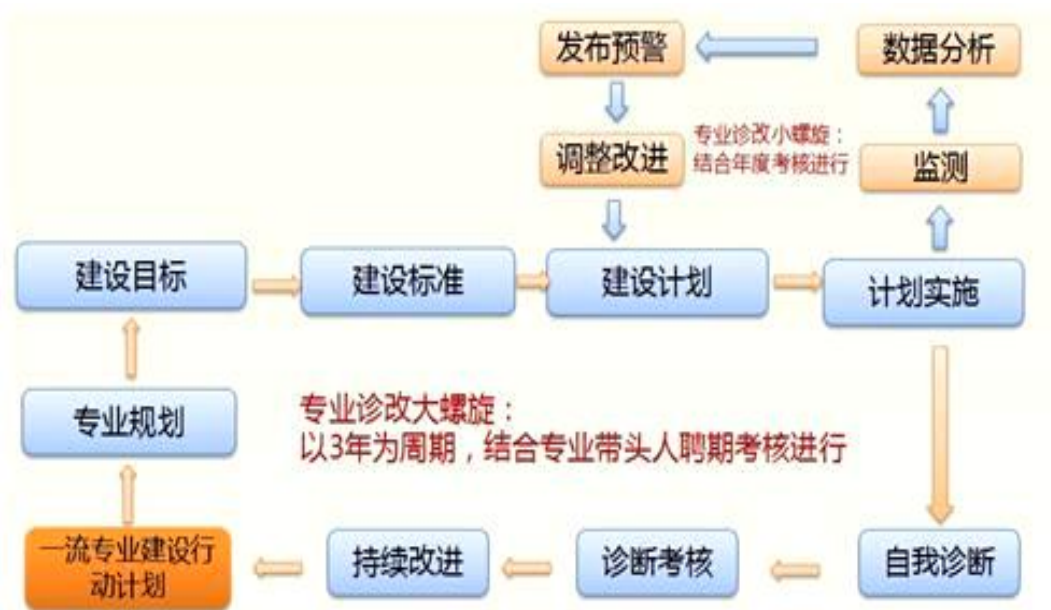 发布预警
数据分析
调整改进
专业诊改小螺旋：
结合年度考核进行
监测
建设目标
建设标准
建设计划
计划实施
专业规划
专业诊改大螺旋：
以3年为周期，结合专业带头人聘期考核进行
一流专业建设行
动计划
持续改进
诊断考核
自我诊断